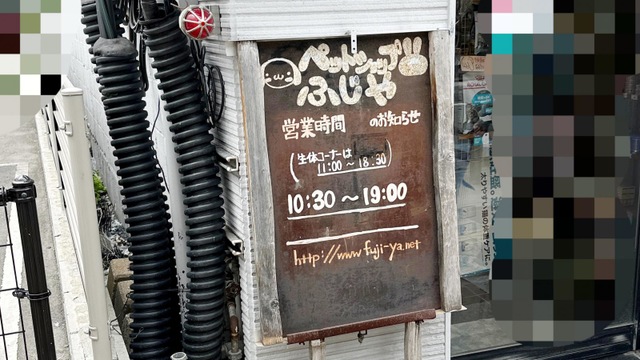 ペットショップ
ふじや
営業時間 のお知らせ
(生体コーナーは
11:00~18:30)
10:30~19:00
http://www.fuji-ya.net